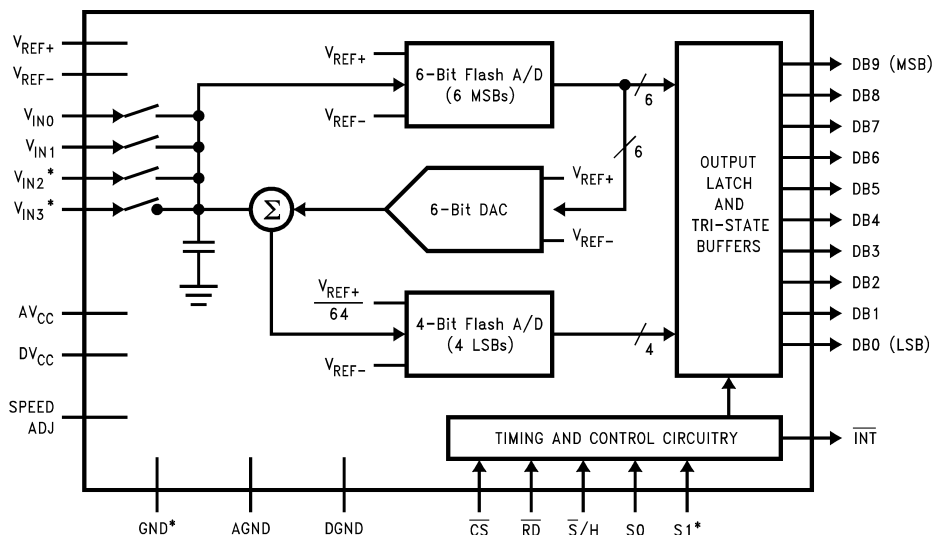 VREF+
VREF-
VIN0
VIN1
VIN2*
VIN3*
AVCC
DVCC
SPEED
ADJ
VREF+
VREF-
6-Bit Flash A/D
(6 MSBs)
6
6
Σ
6-Bit DAC
VREF+
VREF-
VREF+
64
VREF-
4-Bit Flash A/D
(4 LSBs)
4
OUTPUT
LATCH
AND
TRI-STATE
BUFFERS
TIMING AND CONTROL CIRCUITRY
DB9 (MSB)
DB8
DB7
DB6
DB5
DB4
DB3
DB2
DB1
DB0 (LSB)
I̅N̅T̅
GND*
AGND
DGND
C̅S̅
R̅D̅
S̅/H
S0
S1*